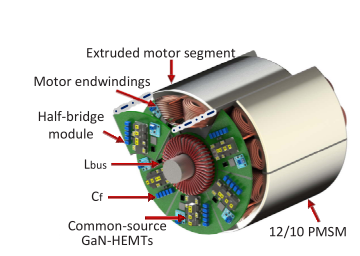 Extruded motor segment
Motor endwindings
Half-bridge
module
Lbus
Cf
Common-source
GaN-HEMTs
12/10 PMSM